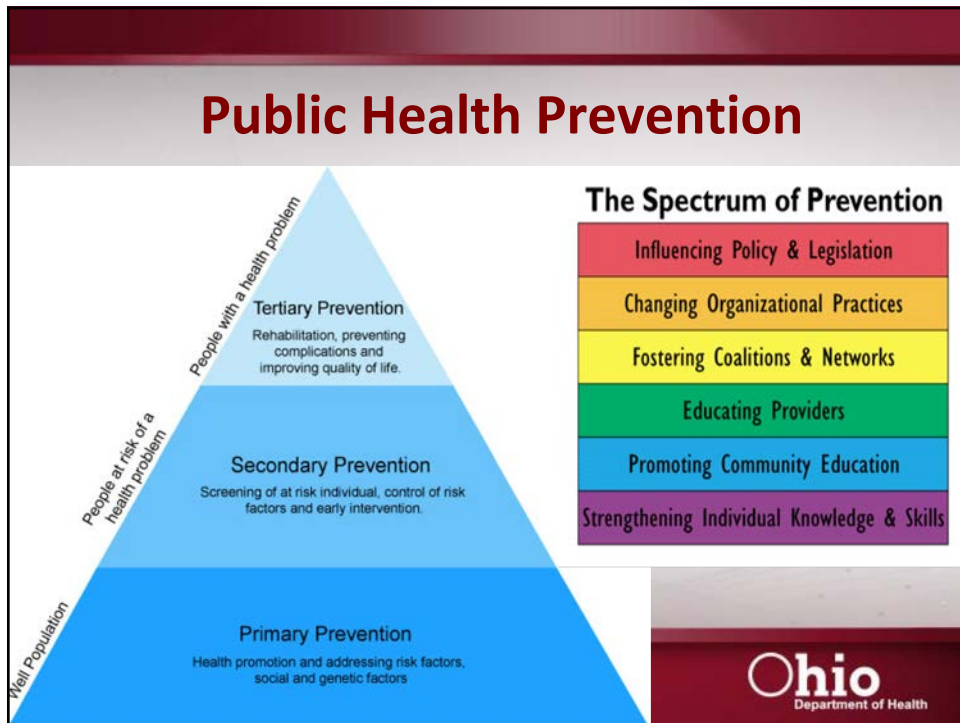 Public Health Prevention
People with a health problem
Tertiary Prevention
Rehabilitation, preventing
complications and
improving quality of life.
People at risk of a
health problem
Secondary Prevention
Screening of at risk individual, control of risk
factors and early intervention.
Well Population
Primary Prevention
Health promotion and addressing risk factors,
social and genetic factors
The Spectrum of Prevention
Influencing Policy & Legislation
Changing Organizational Practices
Fostering Coalitions & Networks
Educating Providers
Promoting Community Education
Strengthening Individual Knowledge & Skills
Ohio
Department of Health